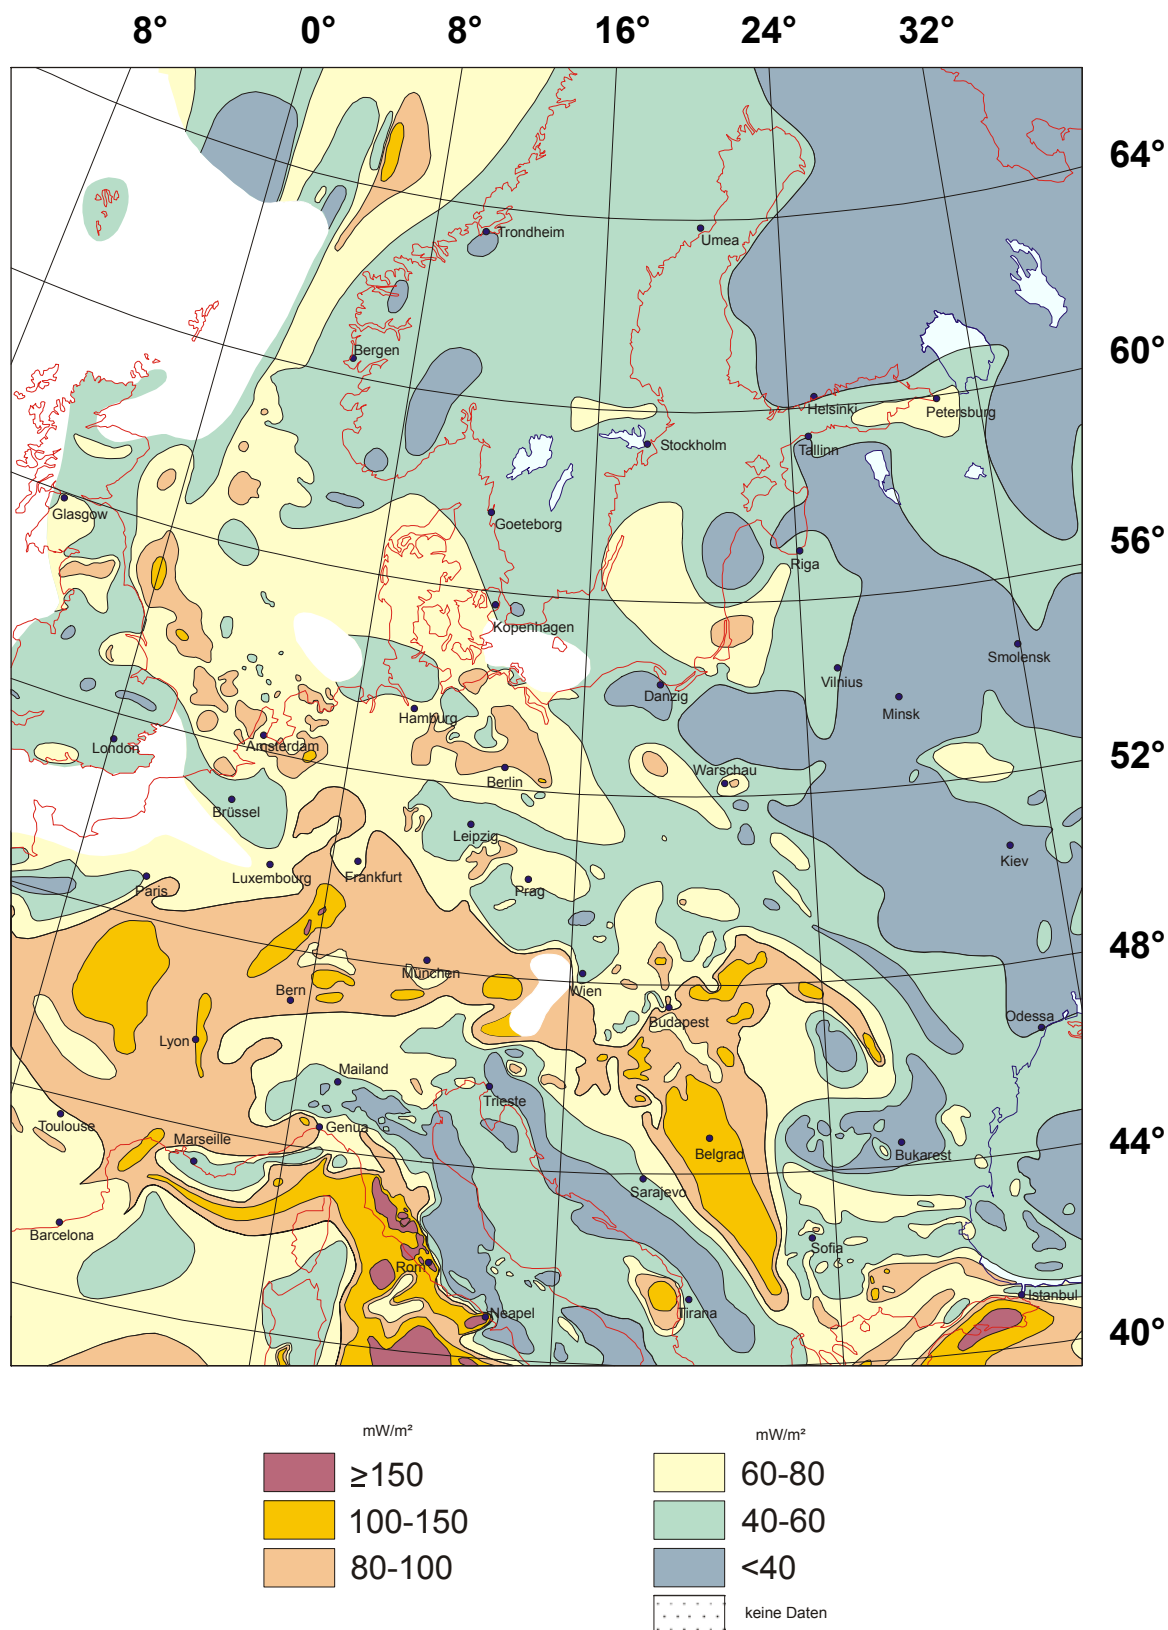 8° 0° 8° 16° 24° 32°
64°
Trondheim
Umea
60°
Bergen
Helsinki
Petersburg
Stockholm
Tallinn
Glasgow
Goeteborg
56°
Riga
Kopenhagen
Smolensk
Vilnius
Danzig
Minsk
Hamburg
London
Amsterdam
52°
Warschau
Berlin
Brüssel
Leipzig
Kiev
Luxembourg
Frankfurt
Paris
Prag
48°
München
Bern
Wien
Odessa
Budapest
Lyon
Mailand
Trieste
Toulouse
Genua
44°
Marseille
Belgrad
Bukarest
Sarajevo
Barcelona
Sofia
Rom
Istanbul
Neapel
Tirana
40°
mW/m² mW/m²
≥150 60-80
100-150 40-60
80-100 <40
keine Daten